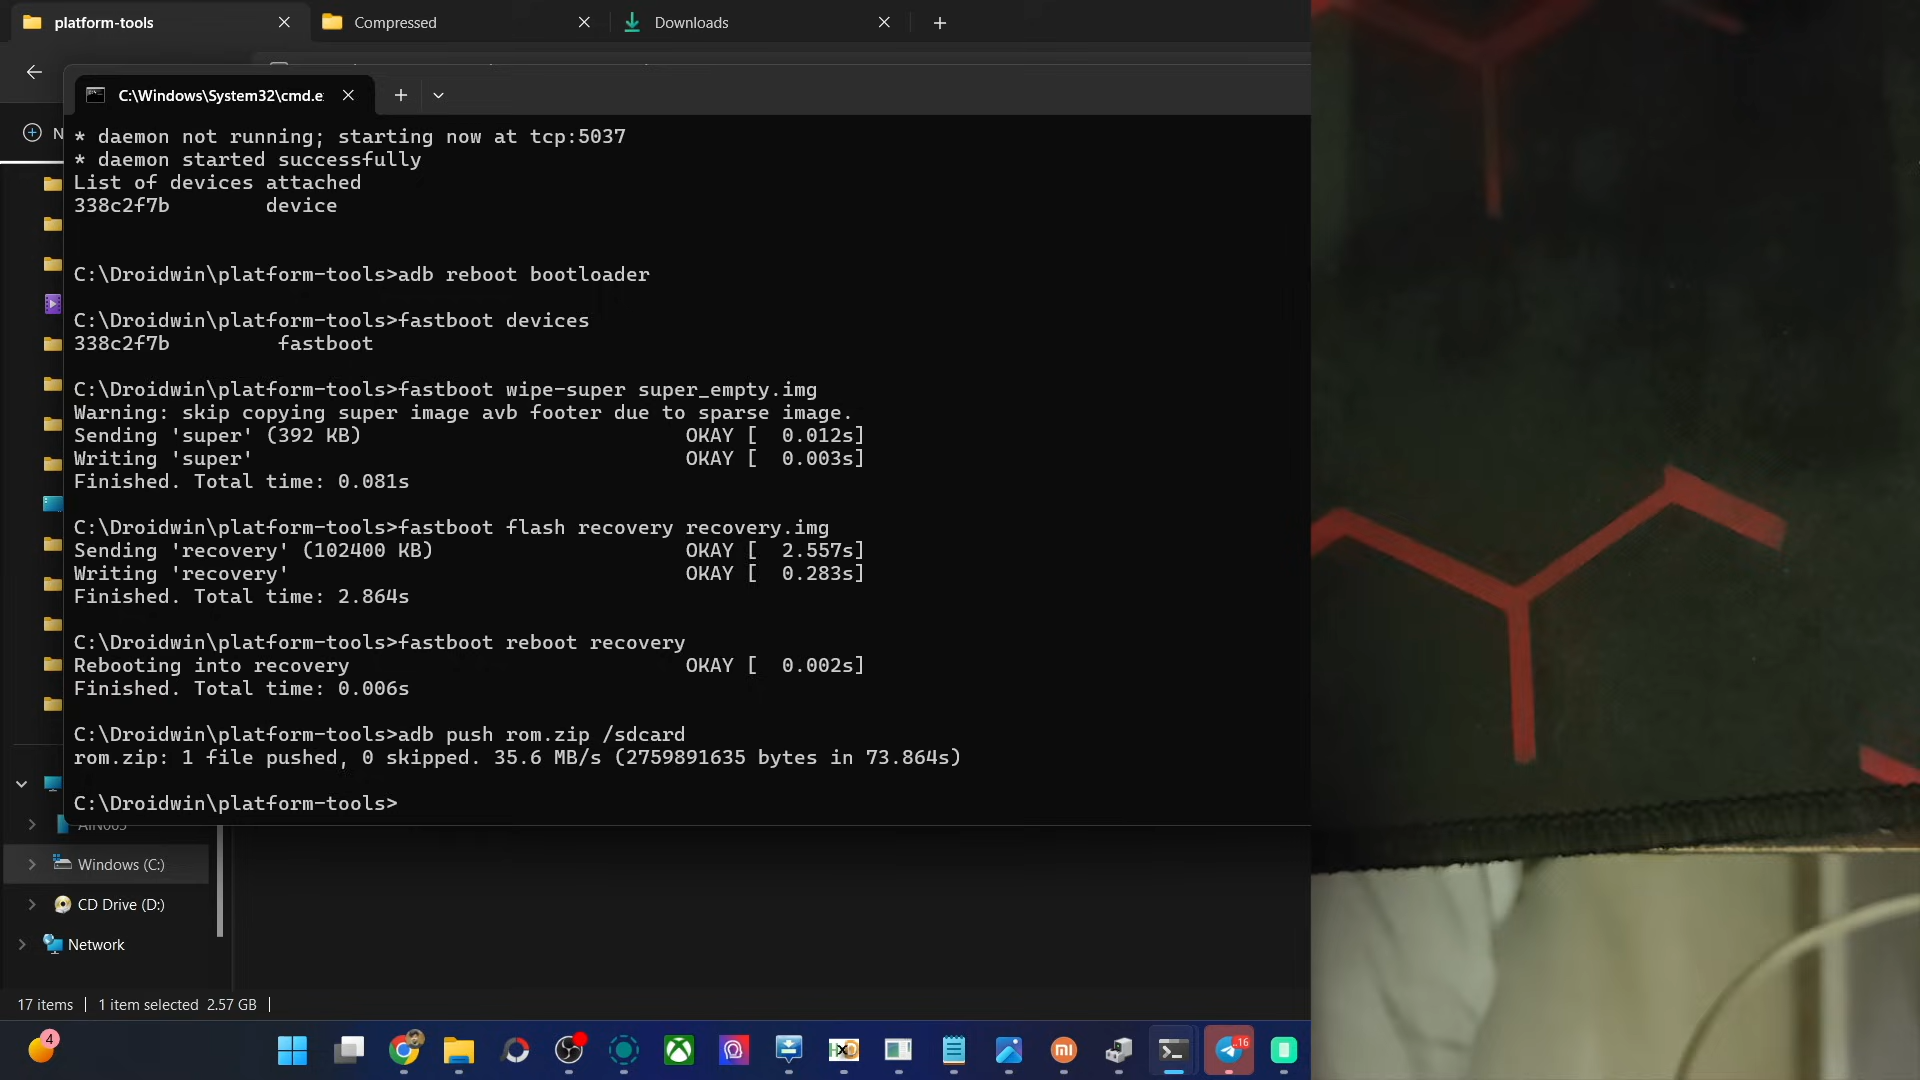 platform-tools
Compressed
Downloads
C:\Windows\System32\cmd.e
N
* daemon not running; starting now at tcp:5037
* daemon started successfully
List of devices attached
338c2f7b        device
C:\Droidwin\platform-tools>adb reboot bootloader
C:\Droidwin\platform-tools>fastboot devices
338c2f7b         fastboot
C:\Droidwin\platform-tools>fastboot wipe-super super_empty.img
Warning: skip copying super image avb footer due to sparse image.
Sending 'super' (392 KB)                           OKAY [  0.012s]
Writing 'super'                                    OKAY [  0.003s]
Finished. Total time: 0.081s
C:\Droidwin\platform-tools>fastboot flash recovery recovery.img
Sending 'recovery' (102400 KB)                     OKAY [  2.557s]
Writing 'recovery'                                 OKAY [  0.283s]
Finished. Total time: 2.864s
C:\Droidwin\platform-tools>fastboot reboot recovery
Rebooting into recovery                            OKAY [  0.002s]
Finished. Total time: 0.006s
C:\Droidwin\platform-tools>adb push rom.zip /sdcard
rom.zip: 1 file pushed, 0 skipped. 35.6 MB/s (2759891635 bytes in 73.864s)
C:\Droidwin\platform-tools>
Windows (C:)
CD Drive (D:)
Network
17 items | 1 item selected 2.57 GB |
4
..16